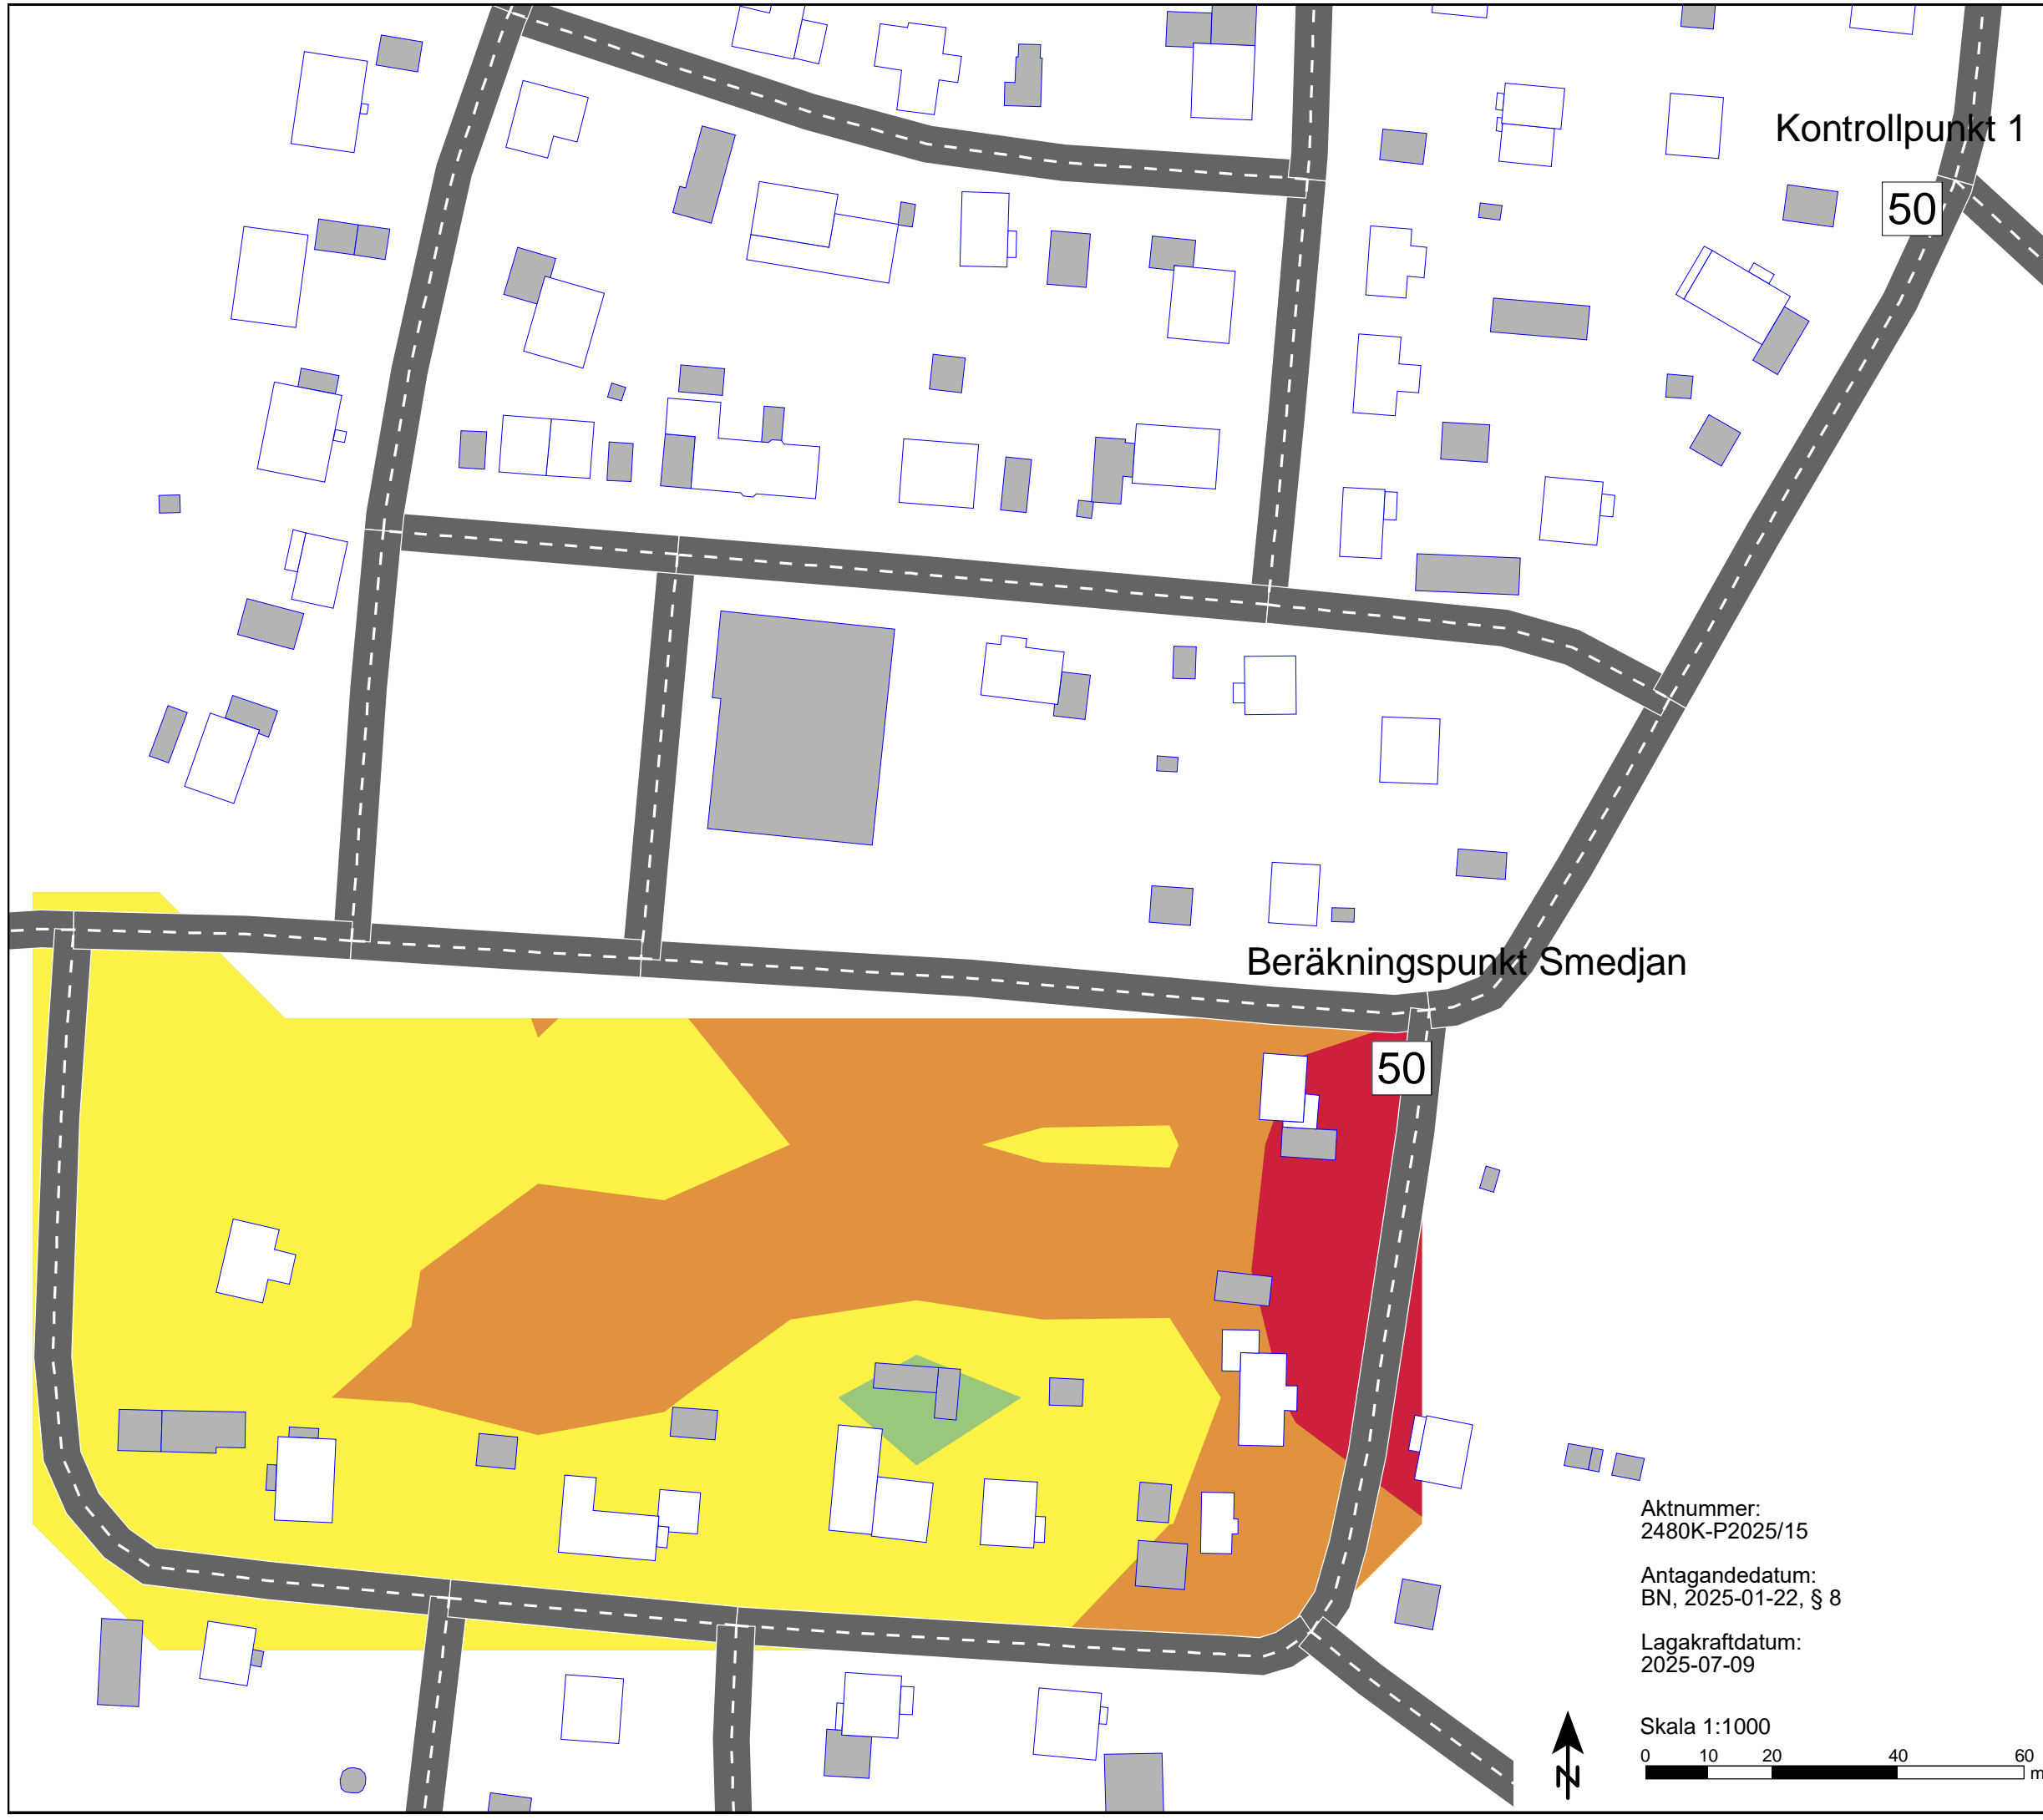 Kontrollpunkt 1
50
Beräkningspunkt Smedjan
50
Aktnummer:
2480K-P2025/15
Antagandedatum:
BN, 2025-01-22, § 8
Lagakraftdatum:
2025-07-09
Skala 1:1000
0 10 20 40 60
m
N